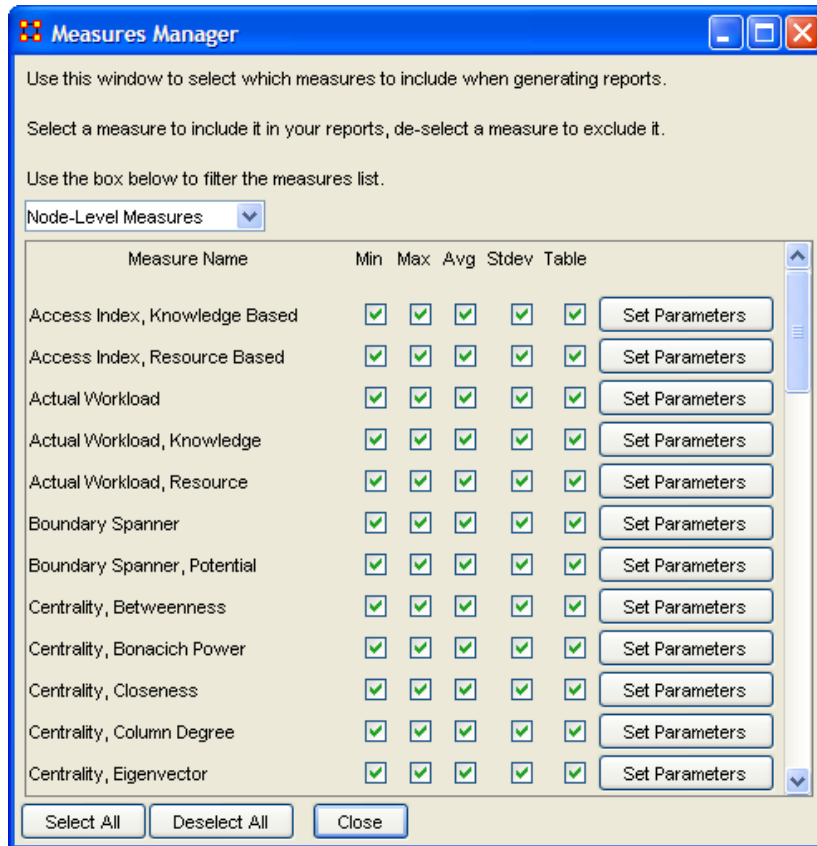 Measures Manager
Use this window to select which measures to include when generating reports.
Select a measure to include it in your reports, de-select a measure to exclude it.
Use the box below to filter the measures list.
Node-Level Measures
Measure Name Min Max Avg Stdev Table
Access Index, Knowledge Based Set Parameters
Access Index, Resource Based Set Parameters
Actual Workload Set Parameters
Actual Workload, Knowledge Set Parameters
Actual Workload, Resource Set Parameters
Boundary Spanner Set Parameters
Boundary Spanner, Potential Set Parameters
Centrality, Betweenness Set Parameters
Centrality, Bonacich Power Set Parameters
Centrality, Closeness Set Parameters
Centrality, Column Degree Set Parameters
Centrality, Eigenvector Set Parameters
Select All Deselect All Close